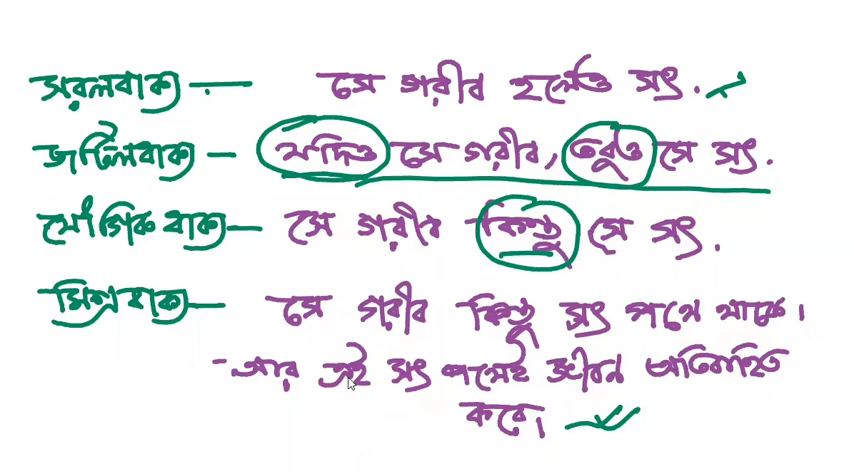 সরলবাক্য — সে গরীব হলেও সৎ.
জটিলবাক্য — যদিও সে গরীব, তবুও সে সৎ.
যৌগিক বাক্য — সে গরীব কিন্তু সে সৎ.
মিশ্রবাক্য — সে গরীব কিন্তু সৎ পথে থাকে।
- আর এই সৎ পথেই জীবন অতিবাহিত
করে।